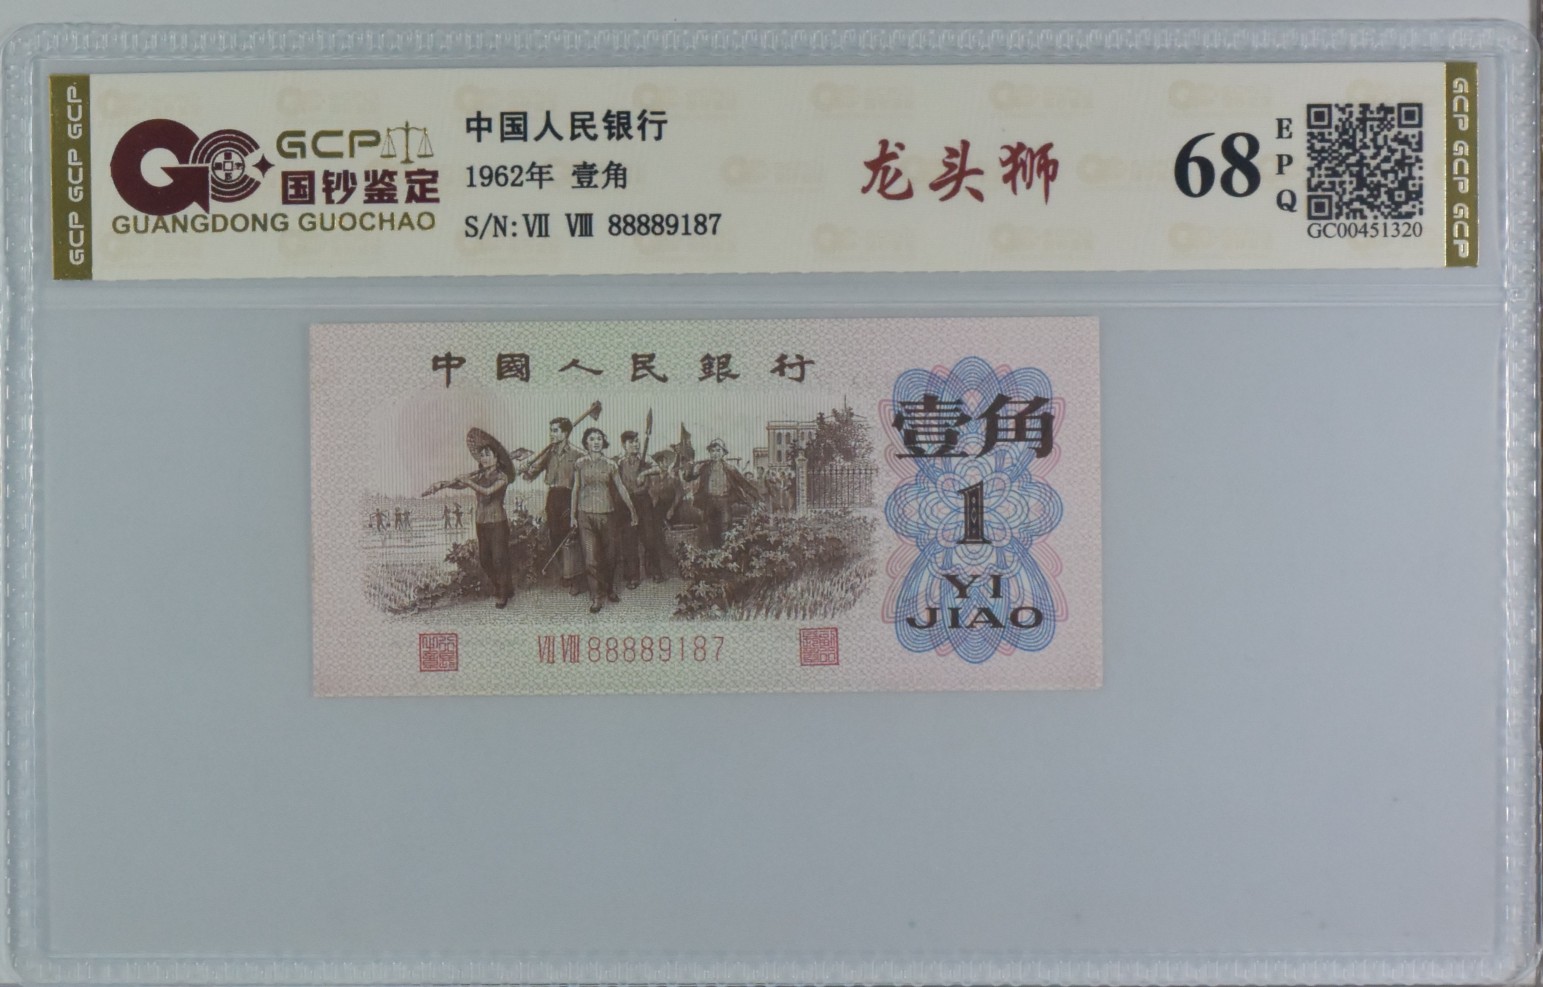 GCP GCP GCP
GCP
国钞鉴定
GUANGDONG GUOCHAO
中国人民银行
1962年 壹角
S/N: Ⅶ Ⅷ 88889187
龙头狮
68
EPQ
GC00451320
GCP GCP GCP
中國人民銀行
壹角
1
YI
JIAO
Ⅶ Ⅷ 88889187